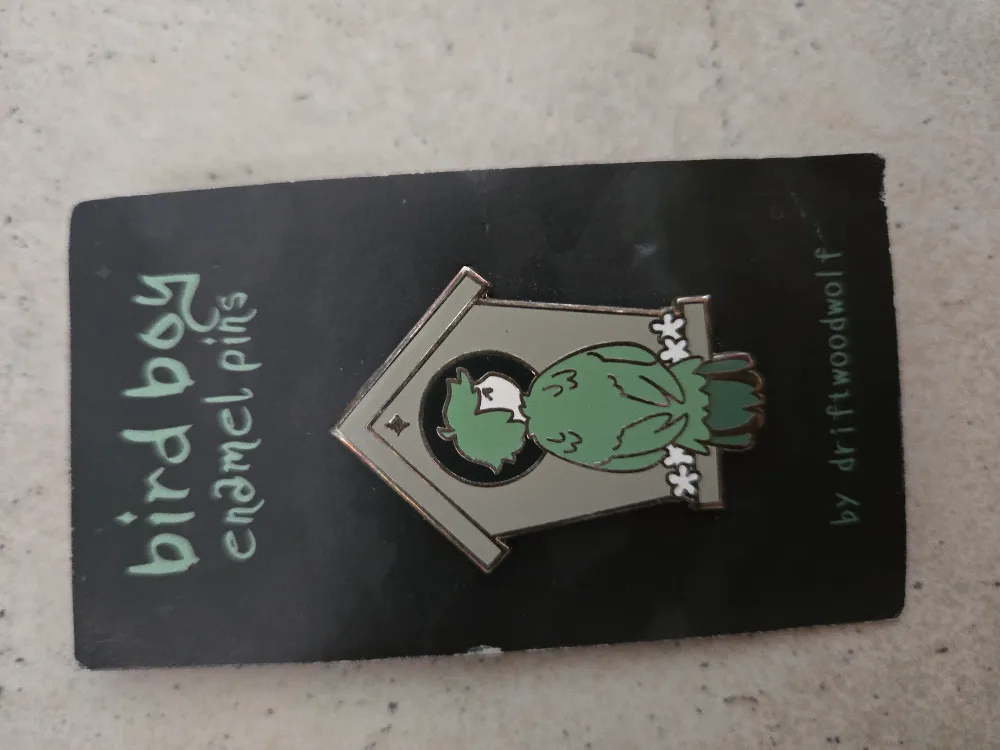 bird boy
enamel pins
by driftwoodwolf